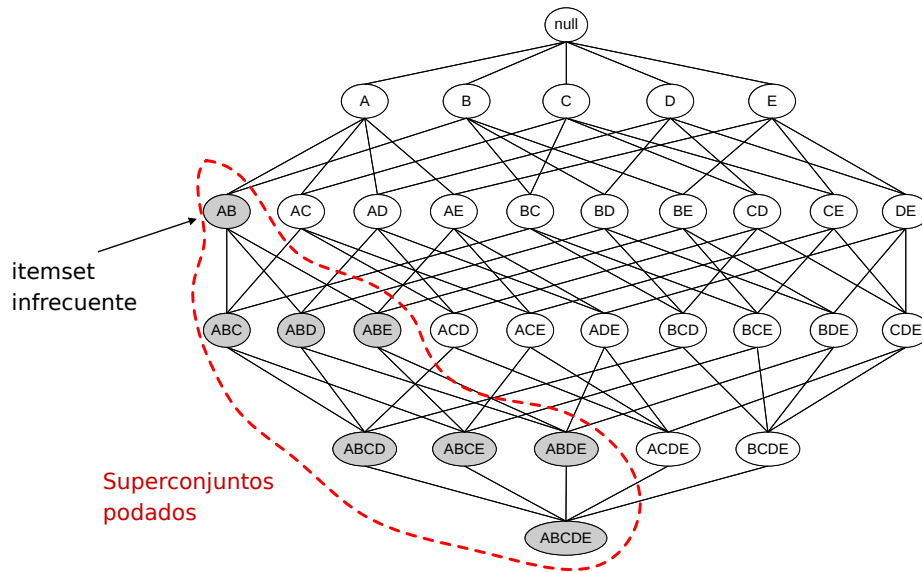 null
A B C D E
AB AC AD AE BC BD BE CD CE DE
itemset
infrecuente
ABC ABD ABE ACD ACE ADE BCD BCE BDE CDE
ABCD ABCE ABDE ACDE BCDE
Superconjuntos
podados
ABCDE